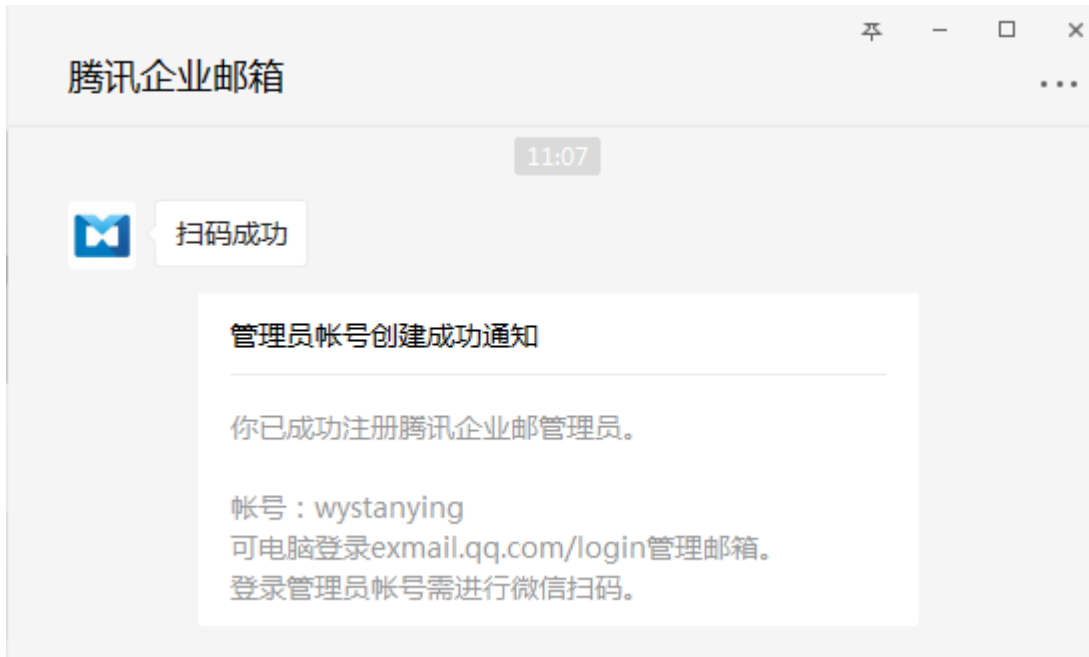 腾讯企业邮箱
11:07
扫码成功
管理员帐号创建成功通知
你已成功注册腾讯企业邮管理员。
帐号：wystanying
可电脑登录exmail.qq.com/login管理邮箱。
登录管理员帐号需进行微信扫码。